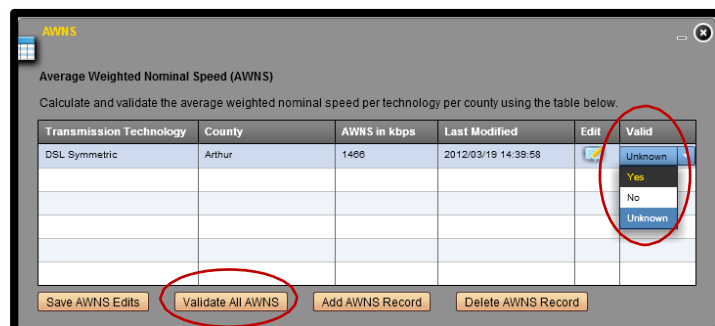 AWNS
Average Weighted Nominal Speed (AWNS)
Calculate and validate the average weighted nominal speed per technology per county using the table below.
Transmission Technology County AWNS in kbps Last Modified Edit Valid
DSL Symmetric Arthur 1466 2012/03/19 14:39:58 Unknown
Yes
No
Unknown
Save AWNS Edits Validate All AWNS Add AWNS Record Delete AWNS Record